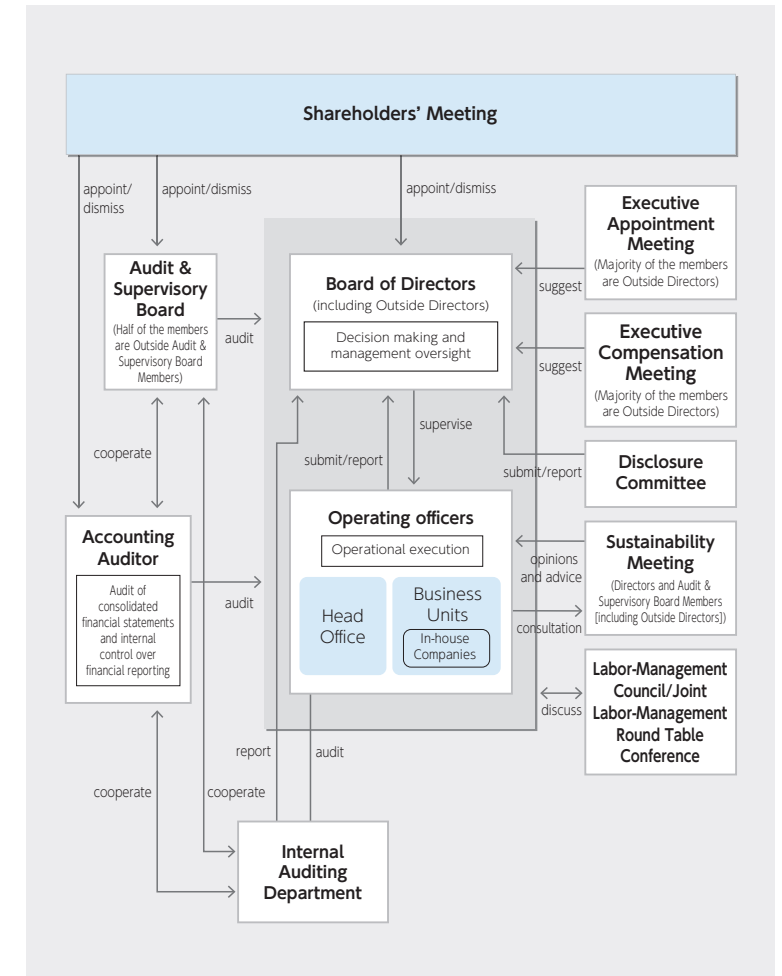 Shareholders' Meeting
appoint/
dismiss
appoint/dismiss
appoint/dismiss
Audit &
Supervisory
Board
(Half of the members
are Outside Audit &
Supervisory Board
Members)
audit
Board of Directors
(including Outside Directors)
Decision making and
management oversight
Executive
Appointment
Meeting
(Majority of the members
are Outside Directors)
suggest
Executive
Compensation
Meeting
(Majority of the members
are Outside Directors)
suggest
cooperate
submit/report
supervise
submit/report
Disclosure
Committee
Accounting
Auditor
Audit of
consolidated
financial statements
and internal
control over
financial reporting
audit
Operating officers
Operational execution
Head
Office
Business
Units
In-house
Companies
opinions
and advice
consultation
Sustainability
Meeting
(Directors and Audit &
Supervisory Board Members
[including Outside Directors])
discuss
Labor-Management
Council/Joint
Labor-Management
Round Table
Conference
report
audit
cooperate
cooperate
Internal
Auditing
Department